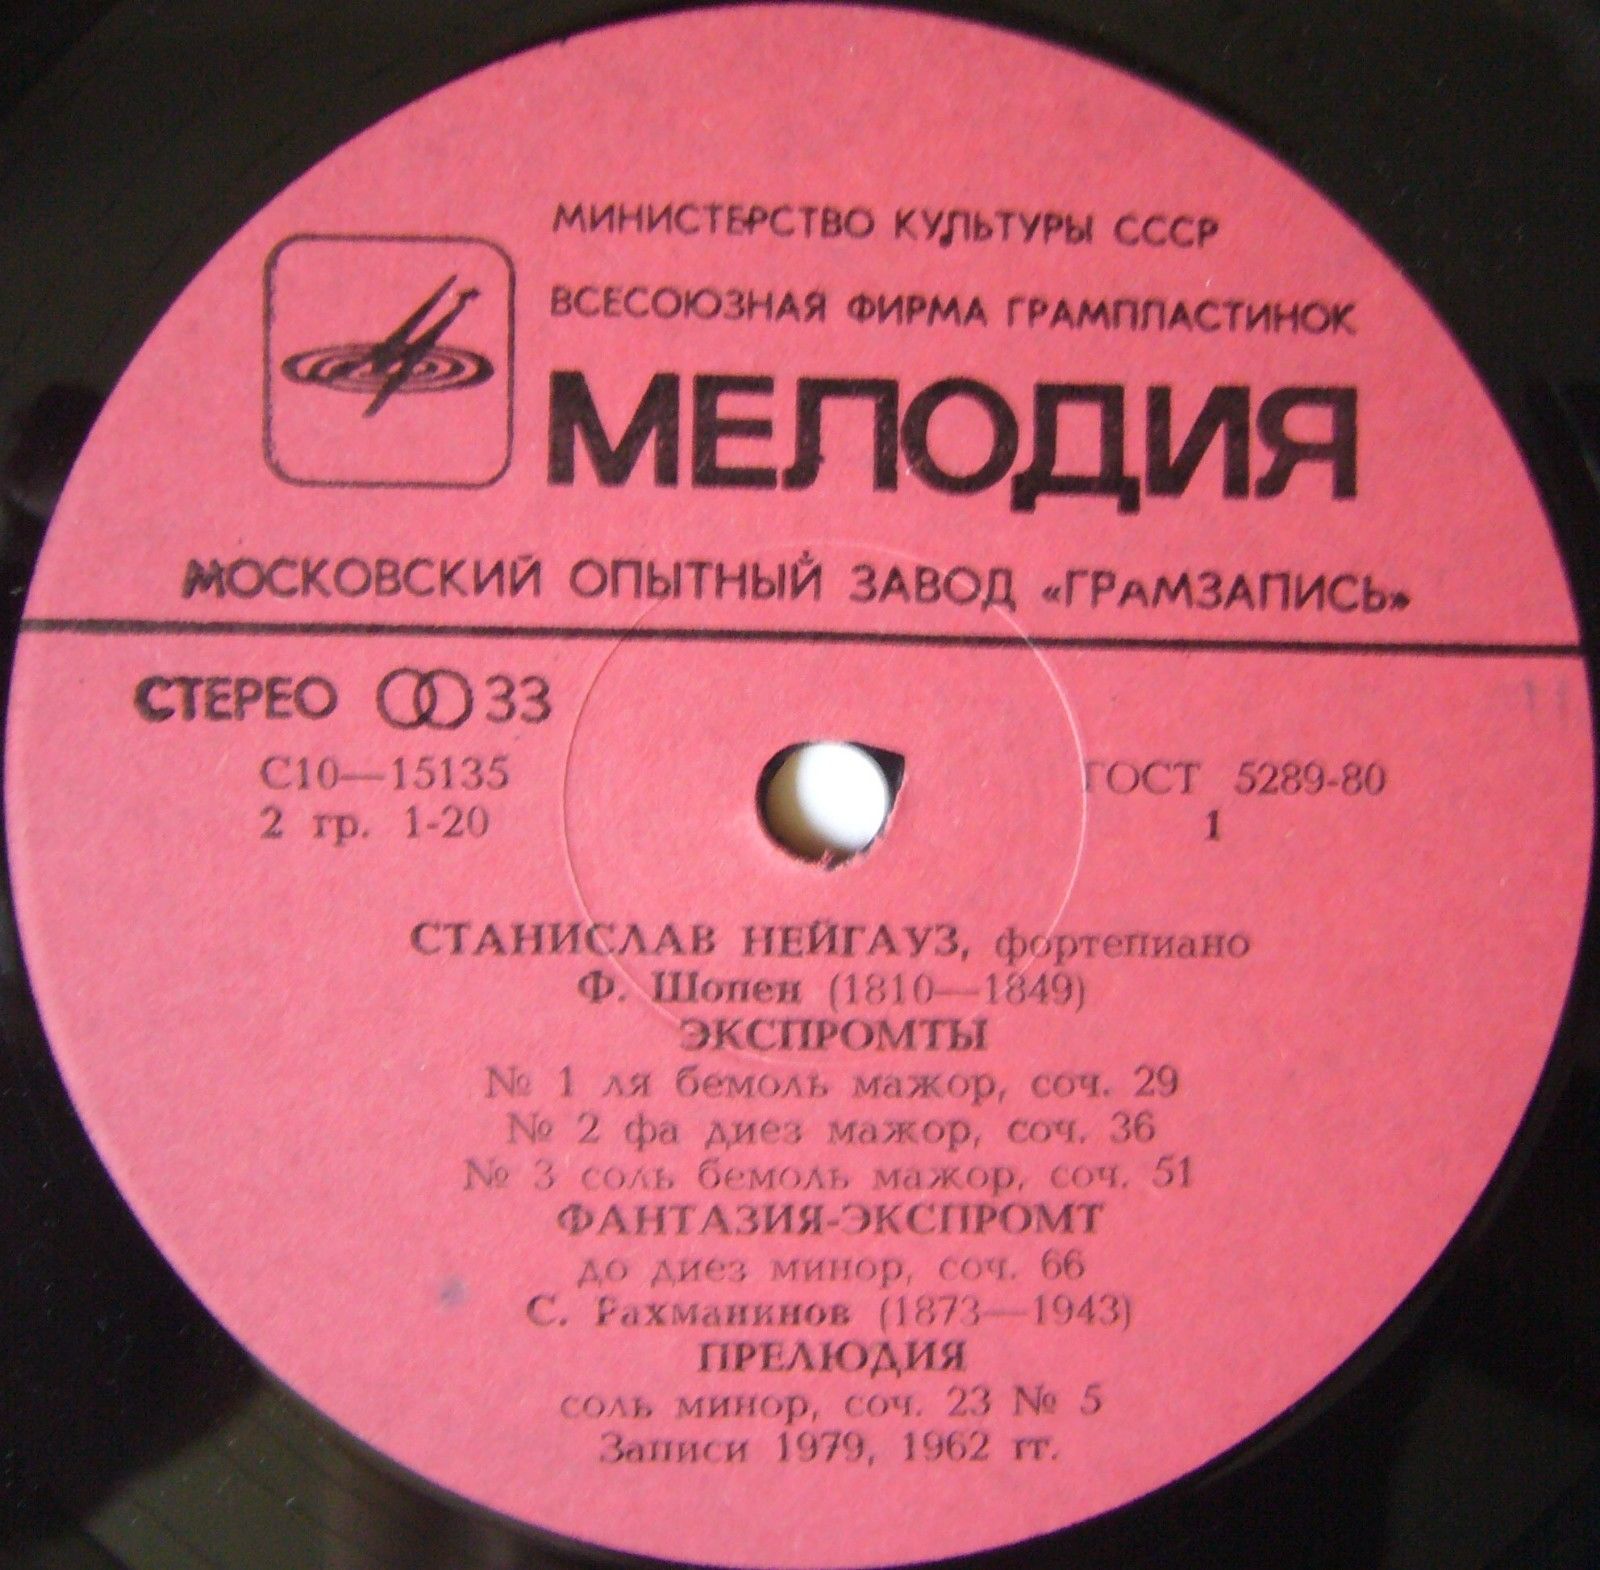 МИНИСТЕРСТВО КУЛЬТУРЫ СССР
ВСЕСОЮЗНАЯ ФИРМА ГРАМПЛАСТИНОК
МЕЛОДИЯ
МОСКОВСКИЙ ОПЫТНЫЙ ЗАВОД «ГРАМЗАПИСЬ»
СТЕРЕО 33
С10—15135
ГОСТ 5289-80
2 гр. 1-20
1
СТАНИСЛАВ НЕЙГАУЗ, фортепиано
Ф. Шопен (1810—1849)
ЭКСПРОМТЫ
№ 1 ля бемоль мажор, соч. 29
№ 2 фа диез мажор, соч. 36
№ 3 соль бемоль мажор, соч. 51
ФАНТАЗИЯ-ЭКСПРОМТ
до диез минор, соч. 66
С. Рахманинов (1873—1943)
ПРЕЛЮДИЯ
соль минор, соч. 23 № 5
Записи 1979, 1962 гг.